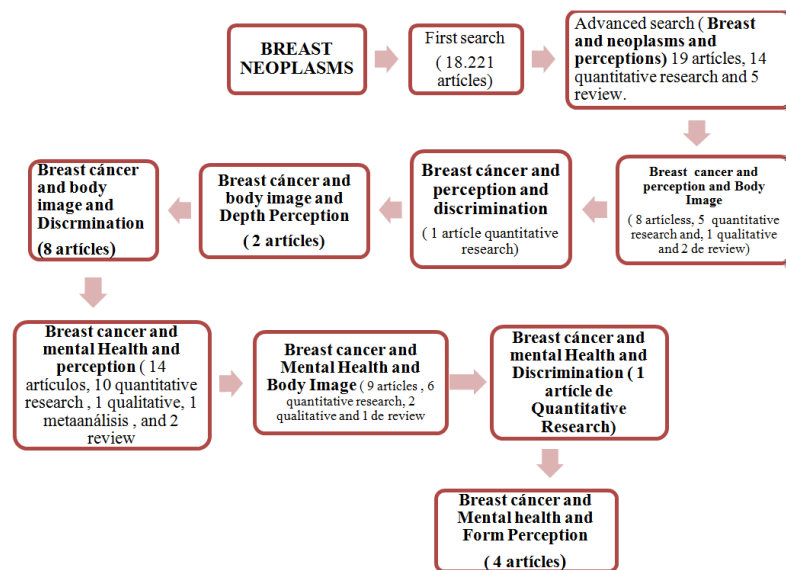 BREAST
NEOPLASMS
First search
( 18.221
artícles)
Advanced search ( Breast
and neoplasms and
perceptions) 19 artícles, 14
quantitative research and 5
review.
Breast cancer and
perception and Body
Image
( 8 articless, 5 quantitative
research and, 1 qualitative
and 2 de review)
Breast cáncer and
perception and
discrimination
( 1 article quantitative
research)
Breast cáncer and
body image and
Depth Perception
( 2 artícles)
Breast cáncer
and body
image and
Discrmination
(8 artícles)
Breast cancer and
mental Health and
perception ( 14
artículos, 10 quantitative
research , 1 qualitative, 1
metaanálisis , and 2
review
Breast cancer and
Mental Health and
Body Image ( 9 articles , 6
quantitative research, 2
qualitative and 1 de review
Breast cáncer and
mental Health and
Discrimination ( 1
artícle de
Quantitative
Research)
Breast cáncer and
Mental health and
Form Perception
( 4 artícles)